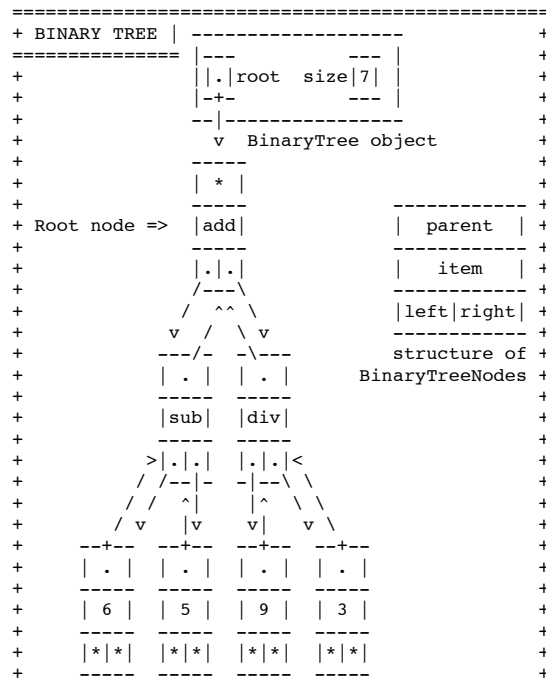 =================================================
+ BINARY TREE | ------------------- +
=============== |--- --- | +
+ ||.|root size|7| | +
+ |-+- --- | +
+ --|---------------- +
+ v BinaryTree object +
+ ----- +
+ | * | +
+ ----- ------------ +
+ Root node => |add| | parent | +
+ ----- ------------ +
+ |.|.| | item | +
+ /---\ ------------ +
+ / ^^ \ |left|right| +
+ v / \ v ------------ +
+ ---/- -\--- structure of +
+ | . | | . | BinaryTreeNodes +
+ ----- ----- +
+ |sub| |div| +
+ ----- ----- +
+ >|.|.| |.|.|< +
+ / /--|- -|--\ \ +
+ / / ^| |^ \ \ +
+ / v |v v| v \ +
+ --+-- --+-- --+-- --+-- +
+ | . | | . | | . | | . | +
+ ----- ----- ----- ----- +
+ | 6 | | 5 | | 9 | | 3 | +
+ ----- ----- ----- ----- +
+ |*|*| |*|*| |*|*| |*|*| +
+ ----- ----- ----- ----- +